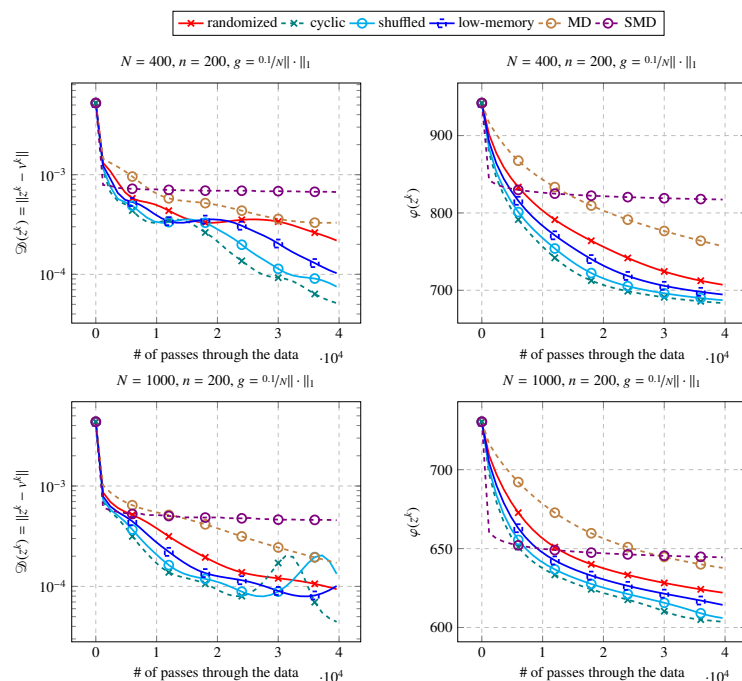 randomized cyclic shuffled low-memory MD SMD
N = 400, n = 200, g = 0.1/N∥ · ∥₁
N = 400, n = 200, g = 0.1/N∥ · ∥₁
𝒟(zᵏ) = ∥zᵏ − vᵏ∥
10⁻³
10⁻⁴
0 1 2 3 4
·10⁴
# of passes through the data
φ(zᵏ)
900
800
700
0 1 2 3 4
·10⁴
# of passes through the data
N = 1000, n = 200, g = 0.1/N∥ · ∥₁
N = 1000, n = 200, g = 0.1/N∥ · ∥₁
𝒟(zᵏ) = ∥zᵏ − vᵏ∥
10⁻³
10⁻⁴
0 1 2 3 4
·10⁴
# of passes through the data
φ(zᵏ)
700
650
600
0 1 2 3 4
·10⁴
# of passes through the data